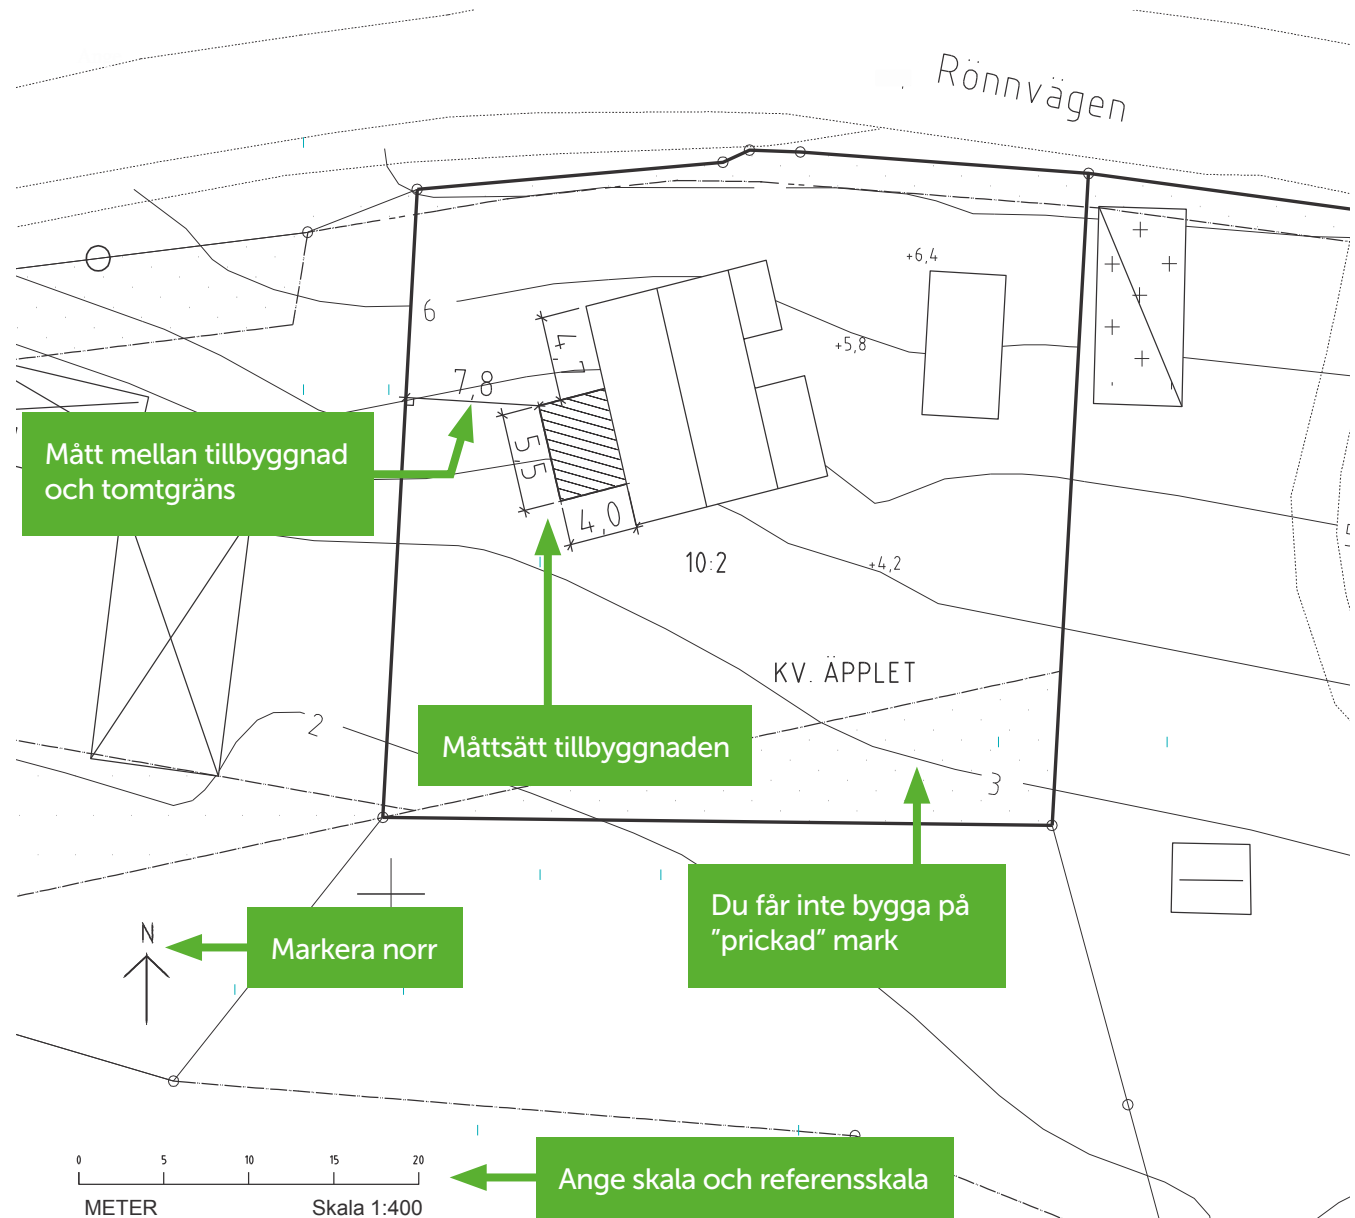 Rönnvägen
+6,4
6
4,7
+5,8
7,8
Mått mellan tillbyggnad
och tomtgräns
5,5
4,0
10:2
+4,2
KV. ÄPPLET
2
Måttsätt tillbyggnaden
3
Du får inte bygga på
”prickad” mark
N
Markera norr
0 5 10 15 20
METER Skala 1:400
Ange skala och referensskala